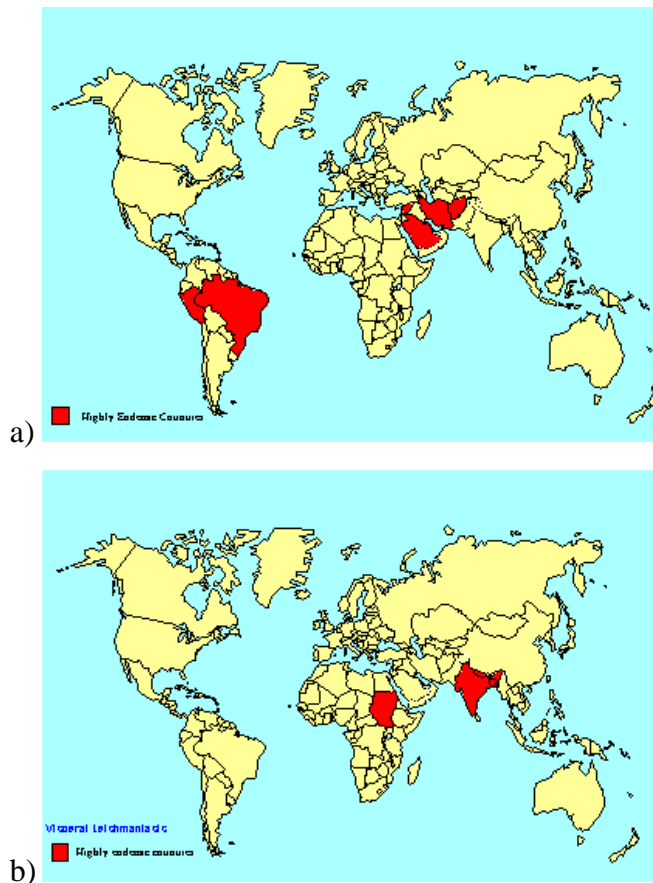 Highly Endemic Countries
a)
Visceral Leishmaniasis
Highly endemic countries
b)